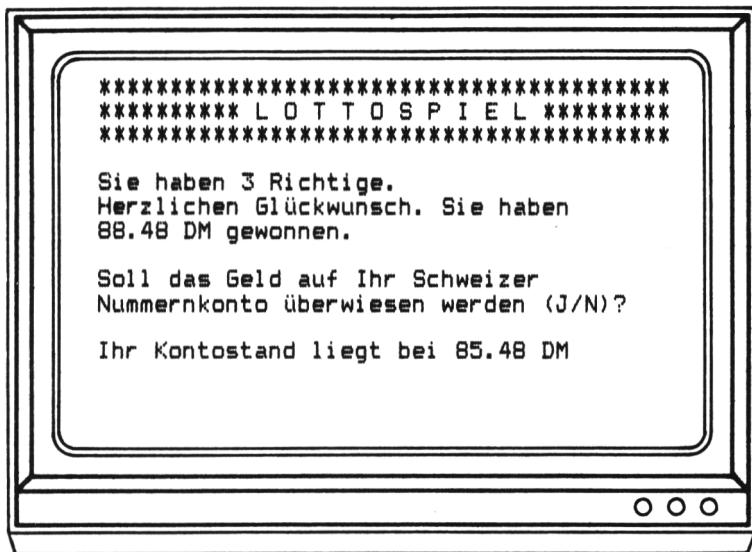 ****************************************
********** L O T T O S P I E L *********
****************************************
Sie haben 3 Richtige.
Herzlichen Glückwunsch. Sie haben
88.48 DM gewonnen.
Soll das Geld auf Ihr Schweizer
Nummernkonto überwiesen werden (J/N)?
Ihr Kontostand liegt bei 85.48 DM